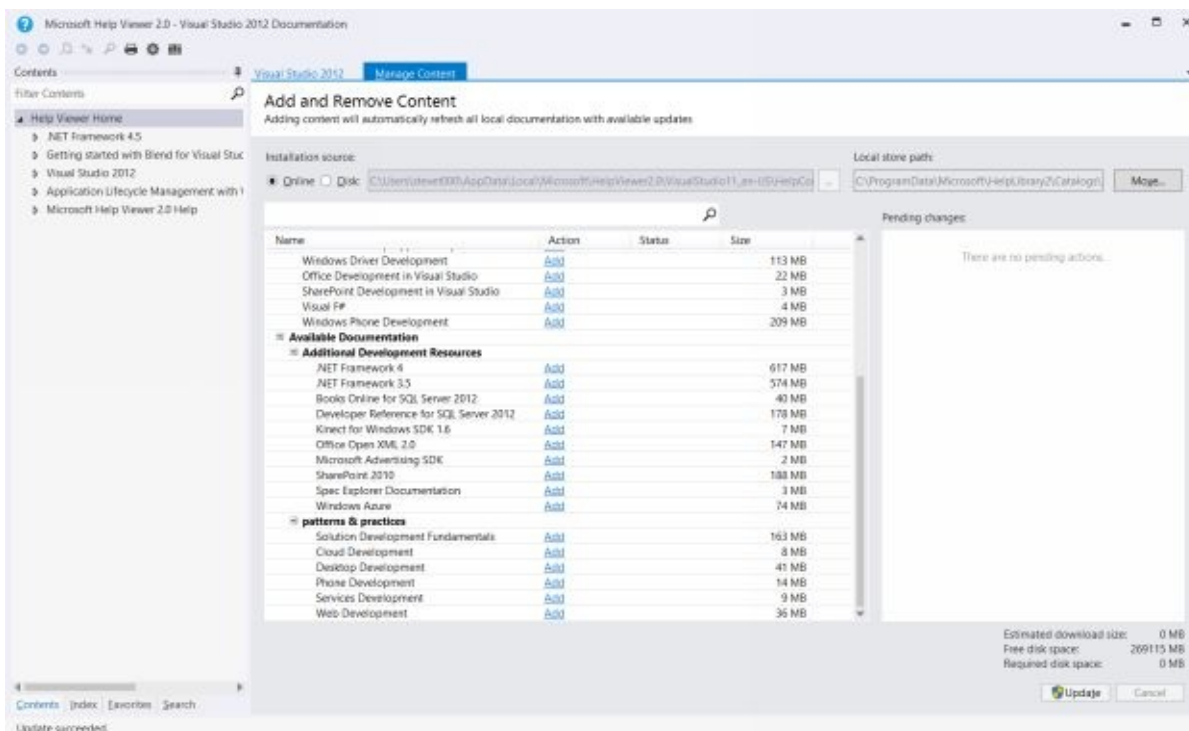 Microsoft Help Viewer 2.0 - Visual Studio 2012 Documentation
Contents
Visual Studio 2012 Manage Content
Filter Contents
Help Viewer Home
.NET Framework 4.5
Getting started with Blend for Visual Stuc
Visual Studio 2012
Application Lifecycle Management with
Microsoft Help Viewer 2.0 Help
Add and Remove Content
Adding content will automatically refresh all local documentation with available updates
Installation source:
Local store path:
Online Disk: ...
C:\ProgramData\Microsoft\HelpLibrary2\Catalogs\ Move...
Pending changes:
There are no pending actions.
Name Action Status Size
Windows Driver Development Add 113 MB
Office Development in Visual Studio Add 22 MB
SharePoint Development in Visual Studio Add 3 MB
Visual F# Add 4 MB
Windows Phone Development Add 209 MB
Available Documentation
Additional Development Resources
.NET Framework 4 Add 617 MB
.NET Framework 3.5 Add 574 MB
Books Online for SQL Server 2012 Add 40 MB
Developer Reference for SQL Server 2012 Add 178 MB
Kinect for Windows SDK 1.6 Add 7 MB
Office Open XML 2.0 Add 147 MB
Microsoft Advertising SDK Add 2 MB
SharePoint 2010 Add 188 MB
Spec Explorer Documentation Add 3 MB
Windows Azure Add 74 MB
patterns & practices
Solution Development Fundamentals Add 163 MB
Cloud Development Add 8 MB
Desktop Development Add 41 MB
Phone Development Add 14 MB
Services Development Add 9 MB
Web Development Add 36 MB
Estimated download size: 0 MB
Free disk space: 269115 MB
Required disk space: 0 MB
Update Cancel
Contents Index Favorites Search
Update succeeded.